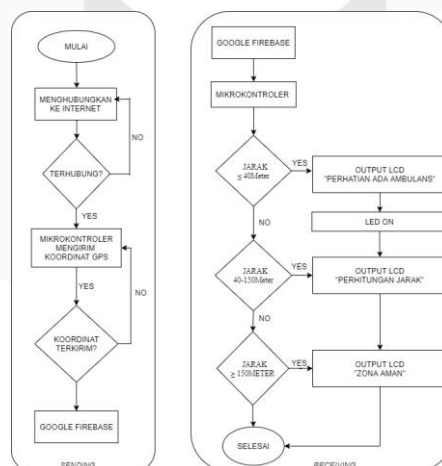 MULAI
MENGHUBUNGKAN
KE INTERNET
NO
TERHUBUNG?
YES
MIKROKONTROLER
MENGIRIM
KOORDINAT GPS
YES
NO
KOORDINAT
TERKIRIM?
GOOGLE FIREBASE
SENDING
GOOGLE FIREBASE
MIKROKONTROLER
JARAK
≤ 40Meter
YES
OUTPUT LCD
"PERHATIAN ADA AMBULANS"
LED ON
NO
JARAK
40-150Meter
YES
OUTPUT LCD
"PERHITUNGAN JARAK"
NO
JARAK
≥ 150METER
YES
OUTPUT LCD
"ZONA AMAN"
SELESAI
RECEIVING